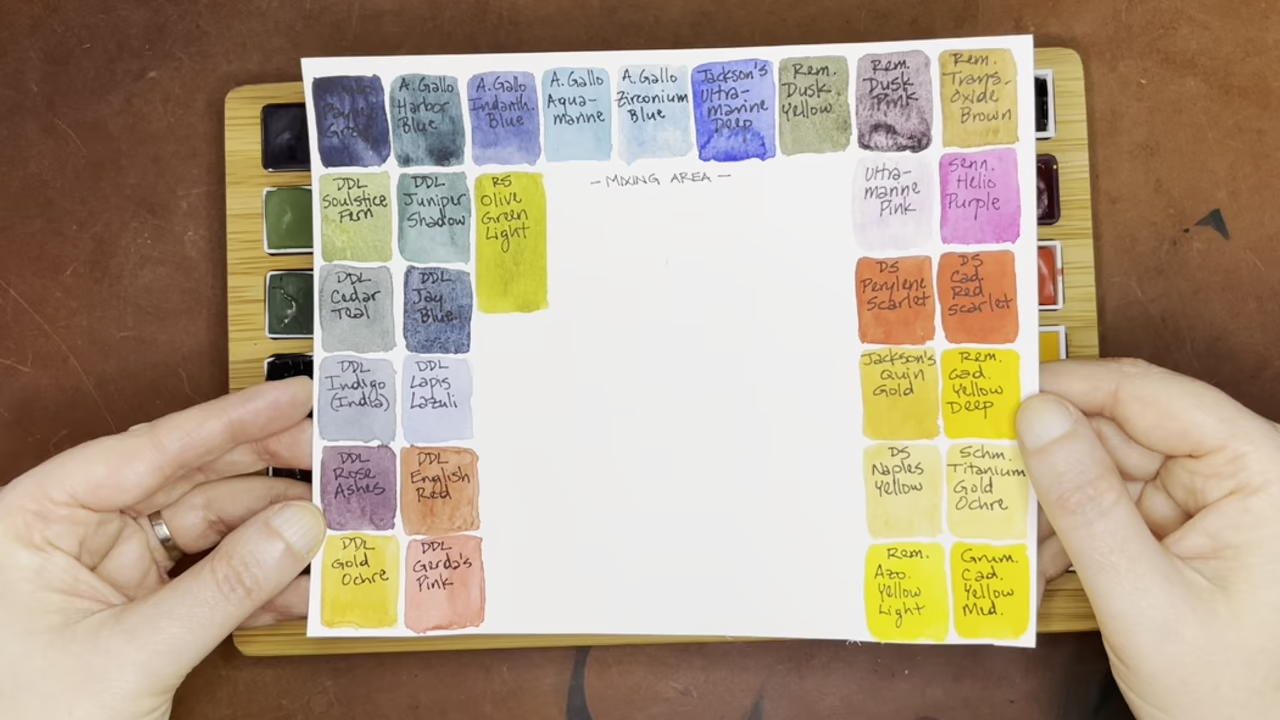 Payne's
Gray
A. Gallo
Harbor
Blue
A. Gallo
Indanth.
Blue
A. Gallo
Aqua-
marine
A. Gallo
Zirconium
Blue
Jackson's
Ultra-
marine
Deep
Rem.
Dusk.
Yellow
Rem.
Dusk
Pink
Rem.
Trans.
Oxide
Brown
DDL
Soulstice
Fern
DDL
Juniper
Shadow
RS
Olive
Green
Light
- MIXING AREA -
Ultra-
marine
Pink
Senn.
Helio
Purple
DDL
Cedar
Teal
DDL
Jay
Blue
DS
Perylene
Scarlet
DS
Cad.
Red
Scarlet
DDL
Indigo
(India)
DDL
Lapis
Lazuli
Jackson's
Quin
Gold
Rem.
Cad.
Yellow
Deep
DDL
Rose
Ashes
DDL
English
Red
DS
Naples
Yellow
Schm.
Titanium
Gold
Ochre
DDL
Gold
Ochre
DDL
Gerda's
Pink
Rem.
Azo.
Yellow
Light
Grum.
Cad.
Yellow
Med.